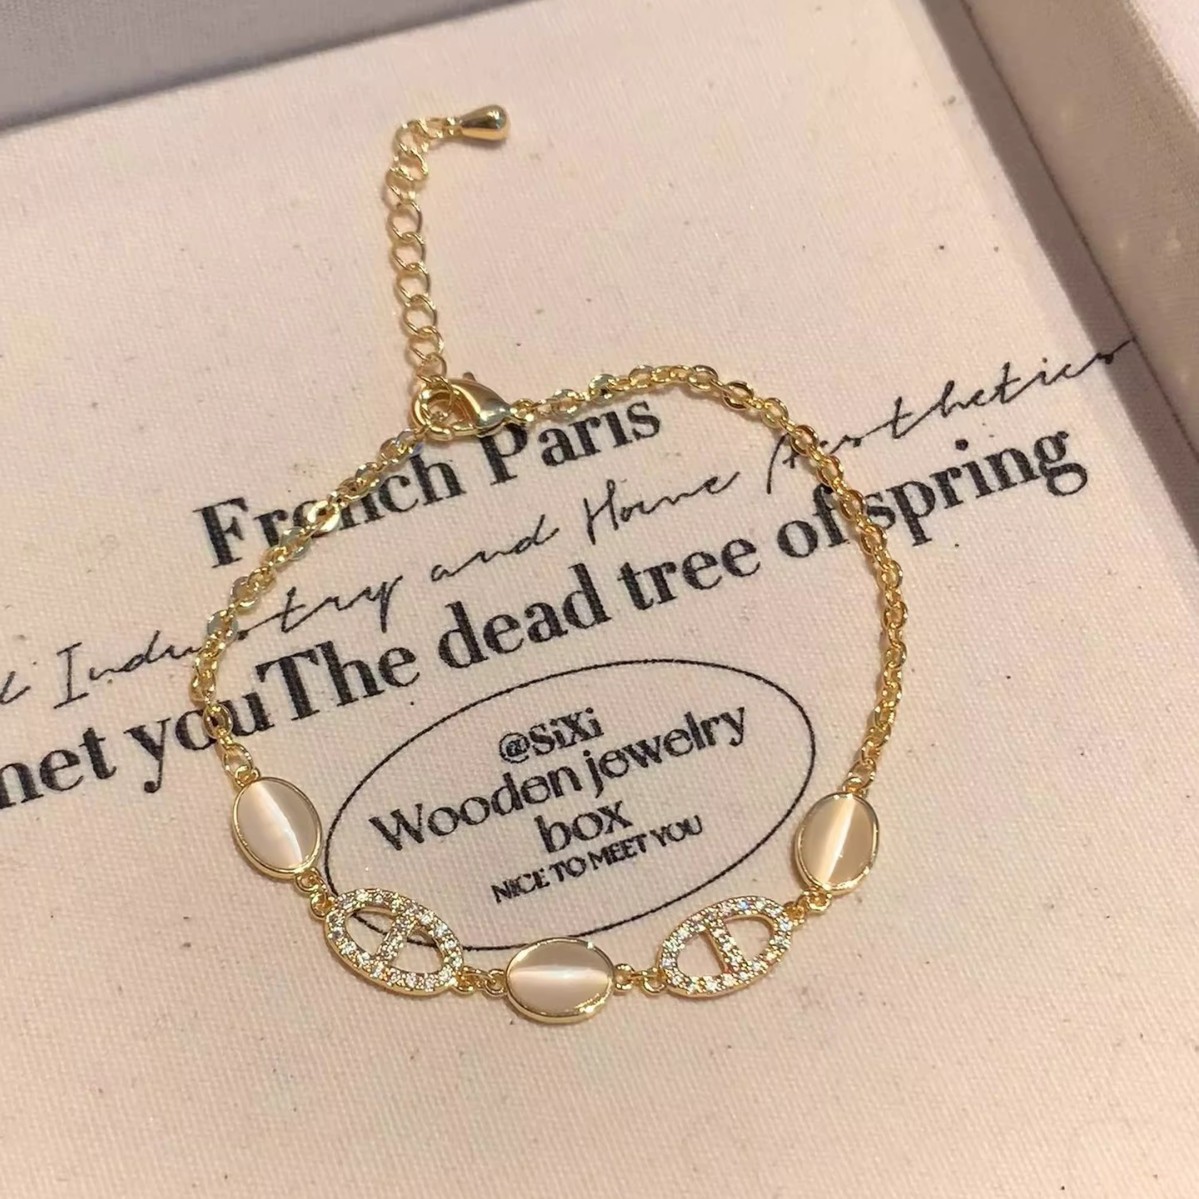 French Paris
Industry and Home Aesthetics
youThe dead tree of spring
@SiXi
Wooden jewelry
box
NICE TO MEET YOU